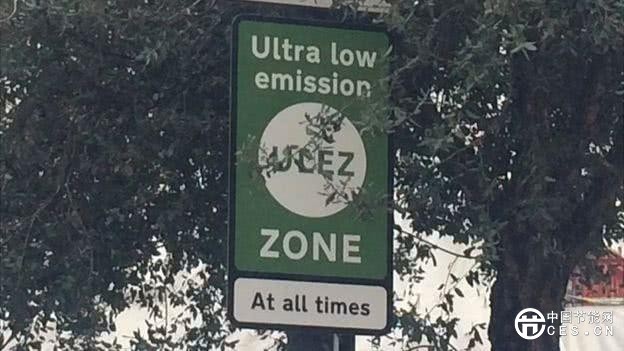 Ultra low
emission
ULEZ
ZONE
At all times
中国节能网
CES.CN